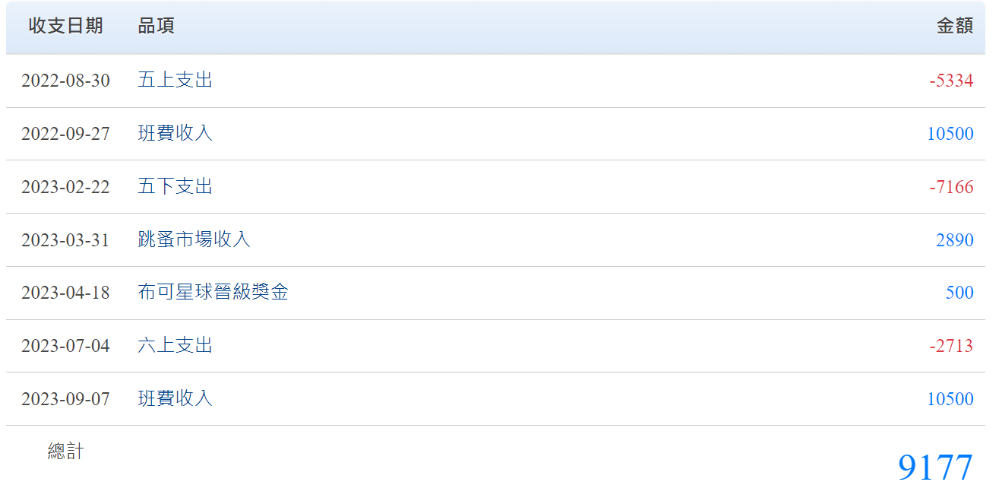 收支日期 品項 金額
2022-08-30 五上支出 -5334
2022-09-27 班費收入 10500
2023-02-22 五下支出 -7166
2023-03-31 跳蚤市場收入 2890
2023-04-18 布可星球晉級獎金 500
2023-07-04 六上支出 -2713
2023-09-07 班費收入 10500
總計 9177